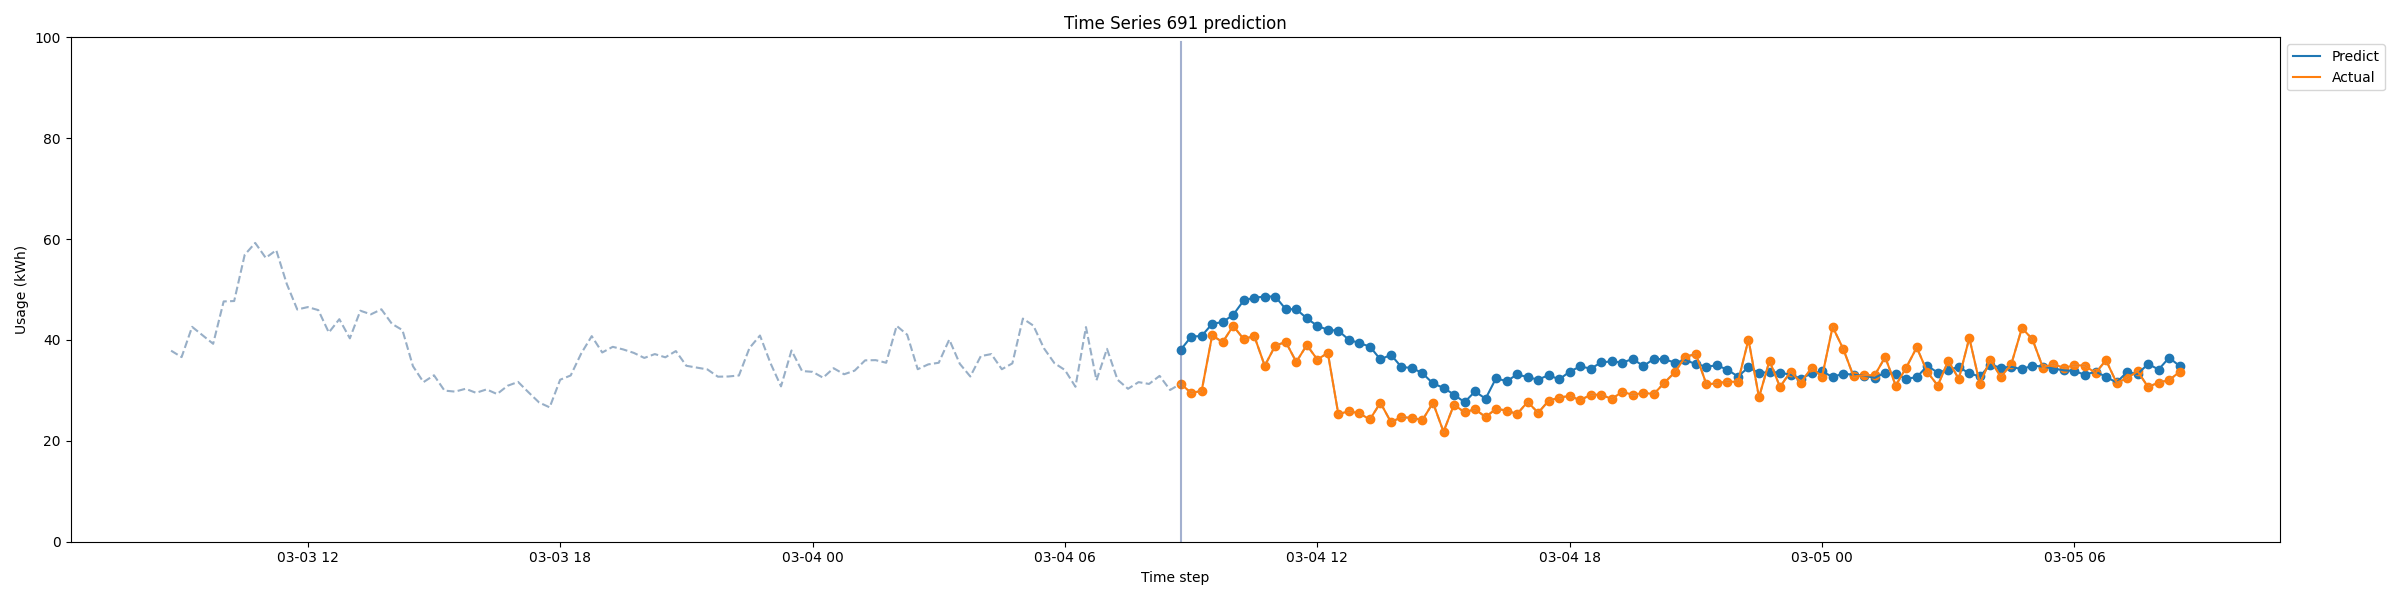 Time Series 691 prediction
100
80
60
40
20
0
Usage (kWh)
03-03 12
03-03 18
03-04 00
03-04 06
03-04 12
03-04 18
03-05 00
03-05 06
Time step
Predict
Actual